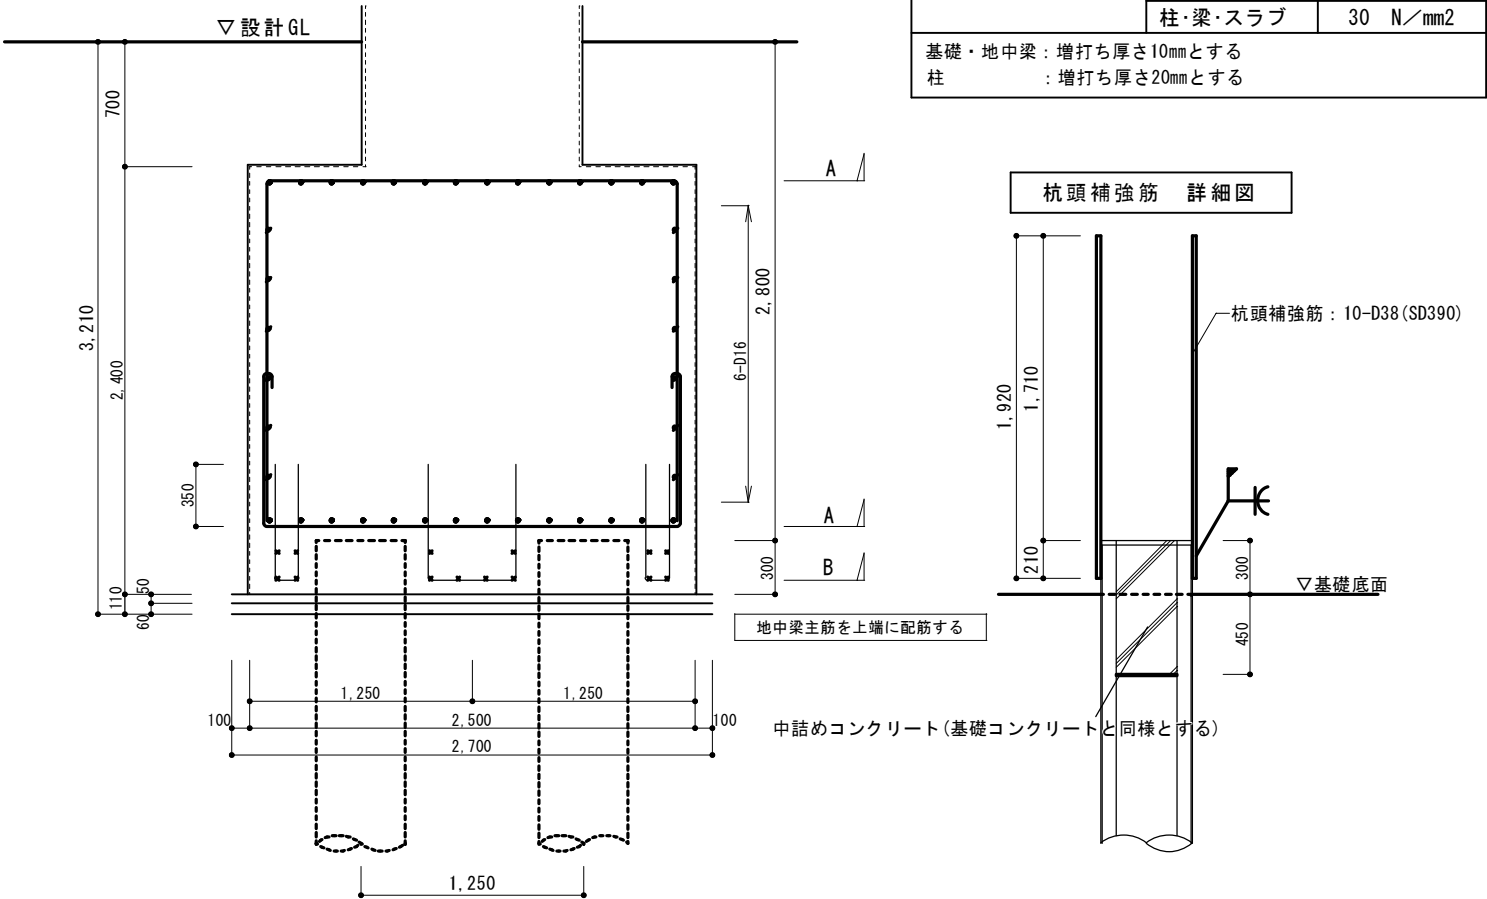 ▽設計GL
柱･梁･スラブ 30 N／mm2
基礎・地中梁：増打ち厚さ10mmとする
柱 ：増打ち厚さ20mmとする
700
3,210
2,400
350
110
50
60
A
2,800
6-D16
A
300
B
地中梁主筋を上端に配筋する
1,250 1,250
100 2,500 100
2,700
1,250
杭頭補強筋 詳細図
1,920
1,710
210
杭頭補強筋：10-D38(SD390)
300
▽基礎底面
450
中詰めコンクリート(基礎コンクリートと同様とする)